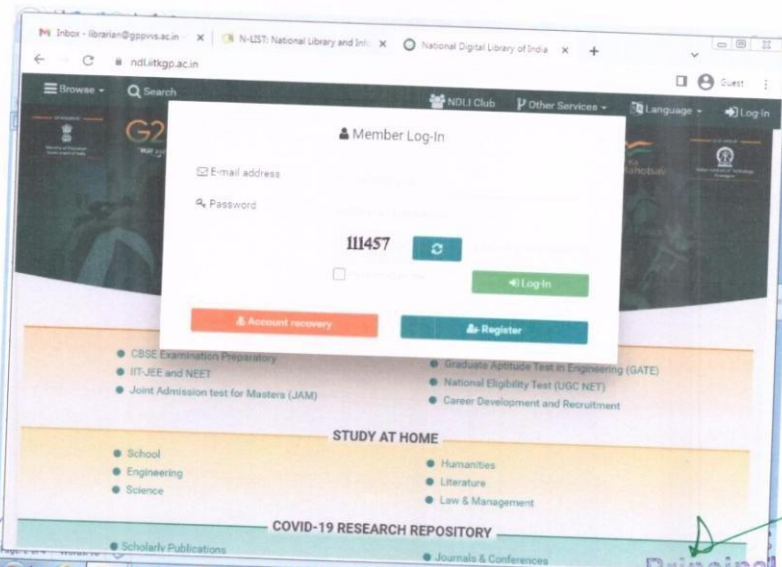 Inbox - librarian@gppvvs.ac.in
N-LIST: National Library and Info
National Digital Library of India
ndl.iitkgp.ac.in
Guest
Browse
Search
NDLI Club
Other Services
Language
Log-In
G2
Member Log-In
E-mail address
Password
111457
Log-In
Account recovery
Register
CBSE Examination Preparatory
IIT-JEE and NEET
Joint Admission test for Masters (JAM)
Graduate Aptitude Test in Engineering (GATE)
National Eligibility Test (UGC NET)
Career Development and Recruitment
STUDY AT HOME
School
Engineering
Science
Humanities
Literature
Law & Management
COVID-19 RESEARCH REPOSITORY
Scholarly Publications
Journals & Conferences
Principal